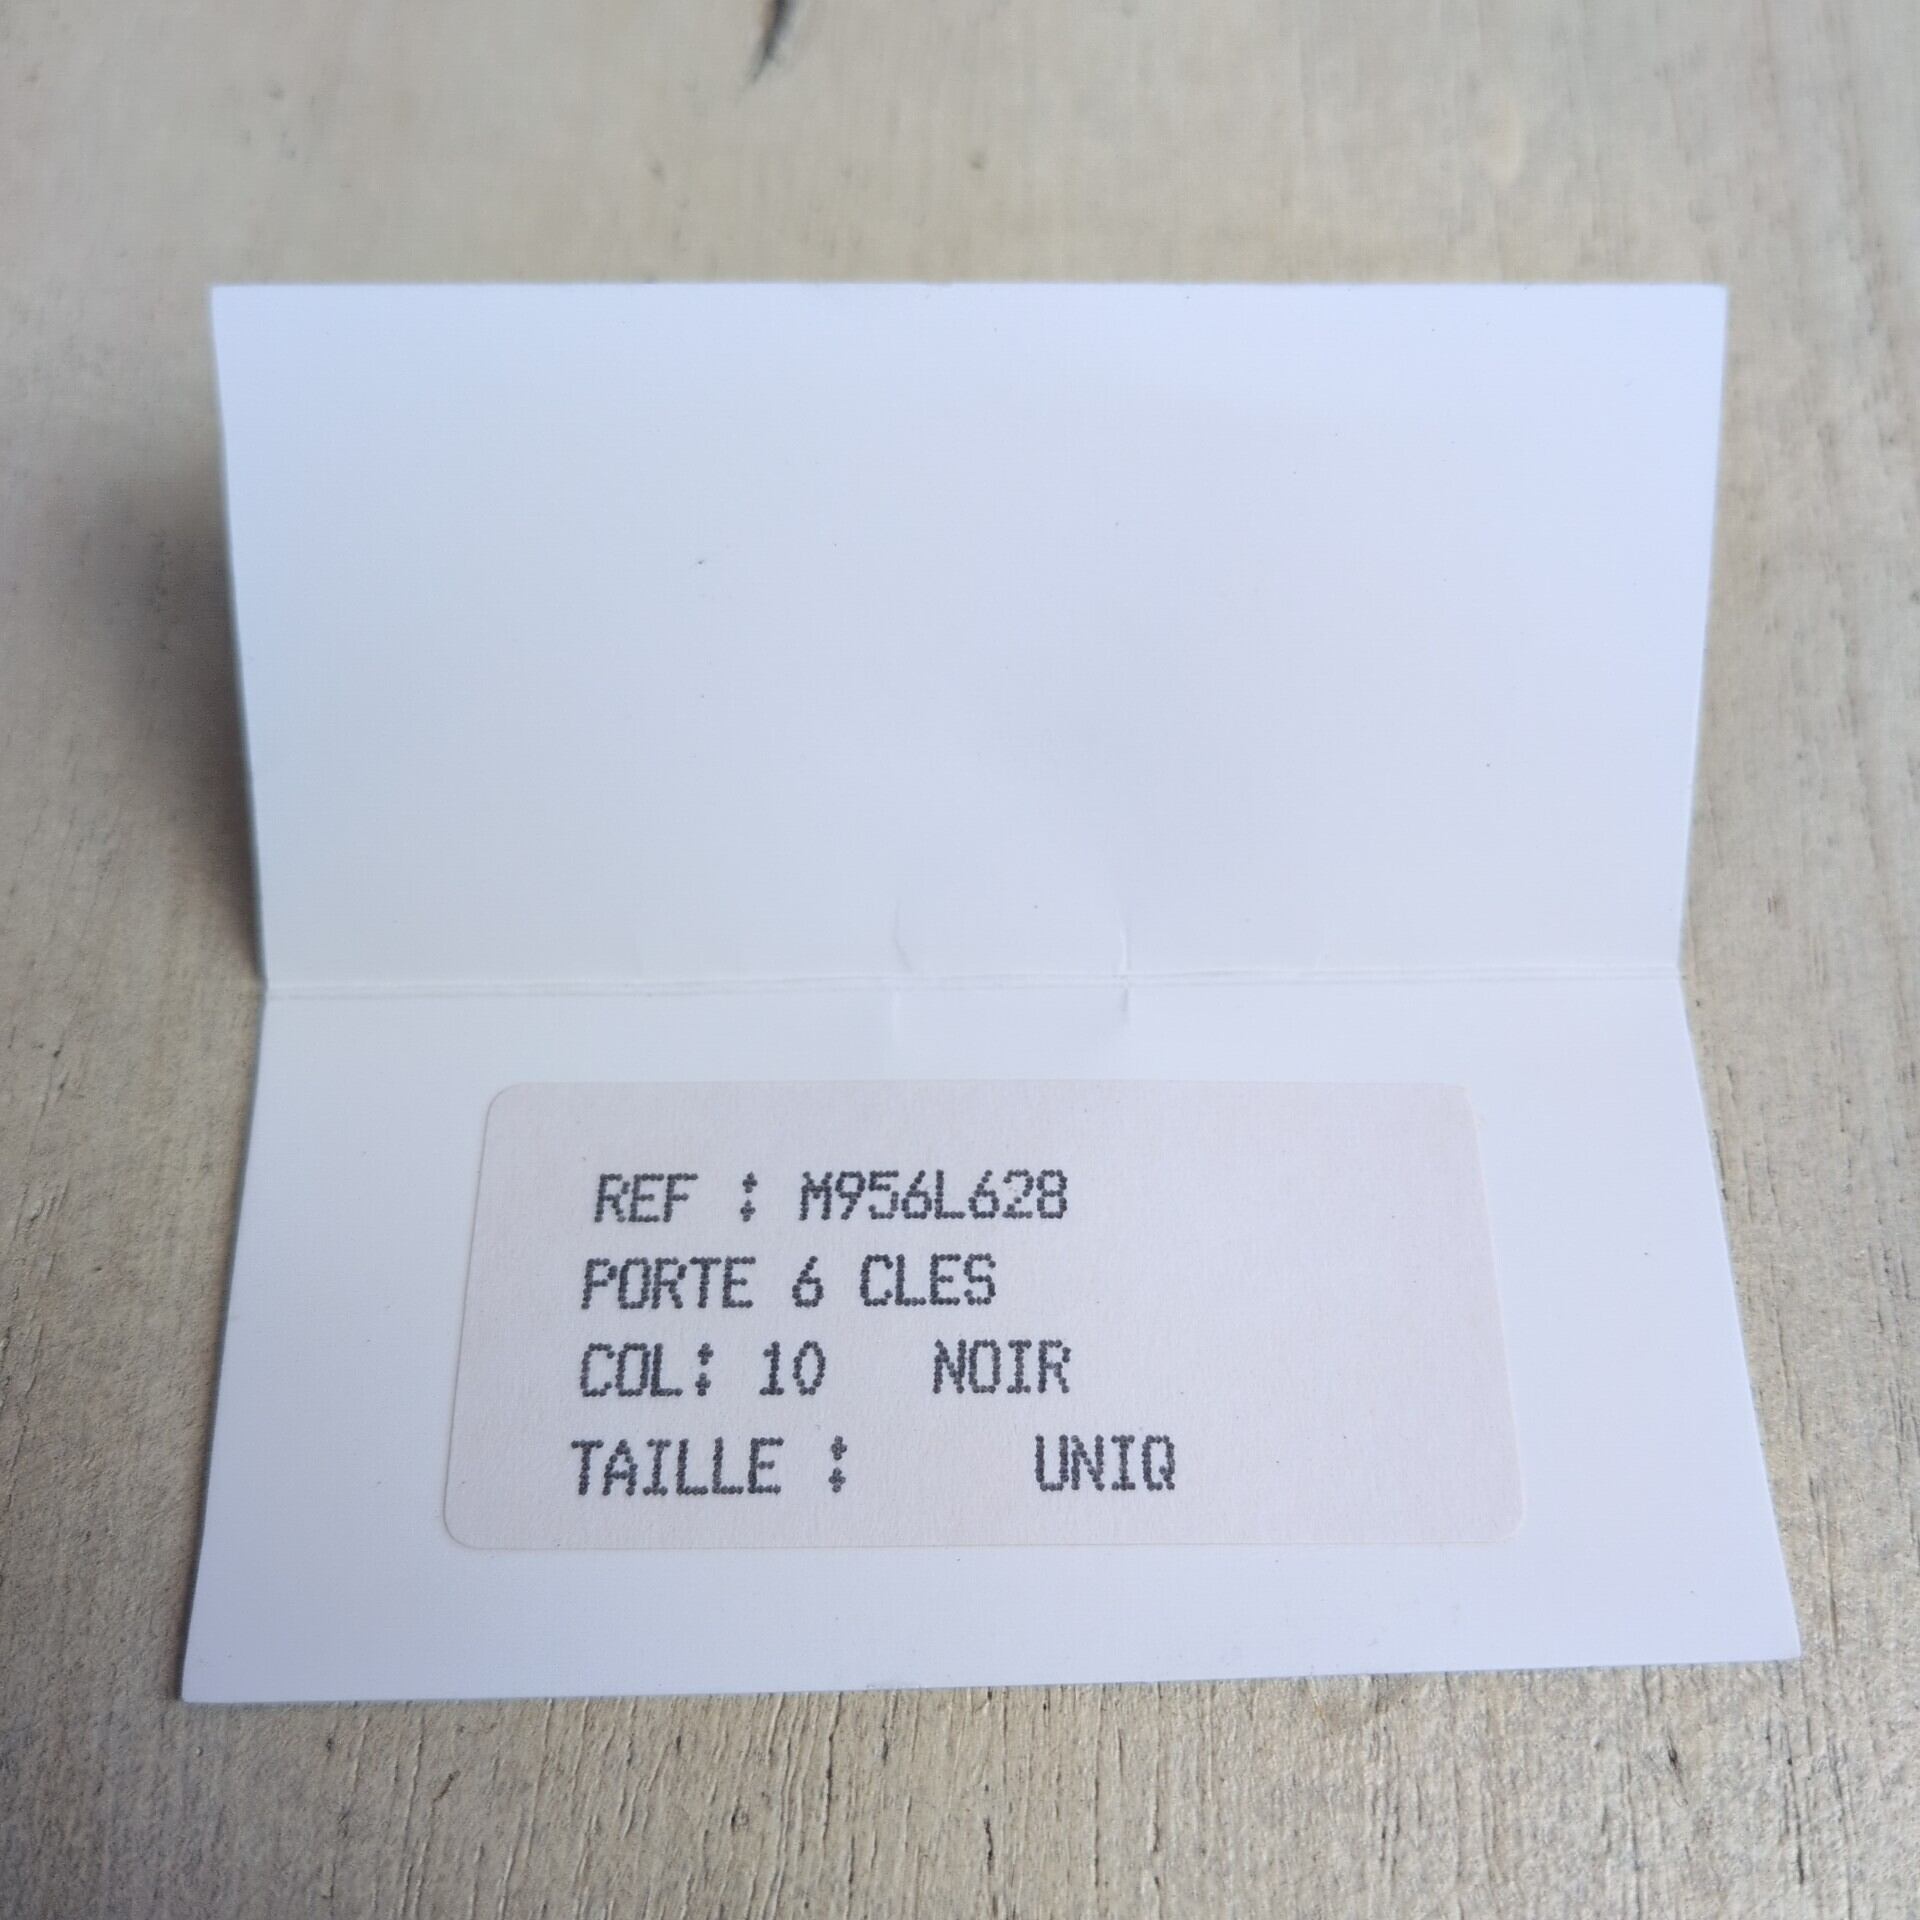 REF : M956L628
PORTE 6 CLES
COL: 10 NOIR
TAILLE : UNIQ